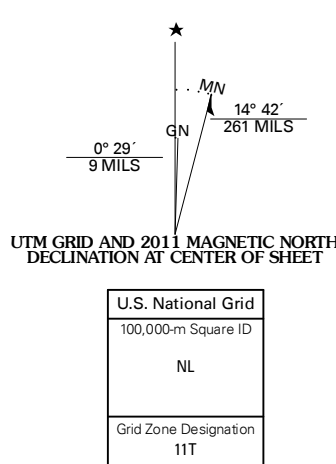 MN
14° 42´
261 MILS
GN
0° 29´
9 MILS
UTM GRID AND 2011 MAGNETIC NORTH
DECLINATION AT CENTER OF SHEET
U.S. National Grid
100,000-m Square ID
NL
Grid Zone Designation
11T